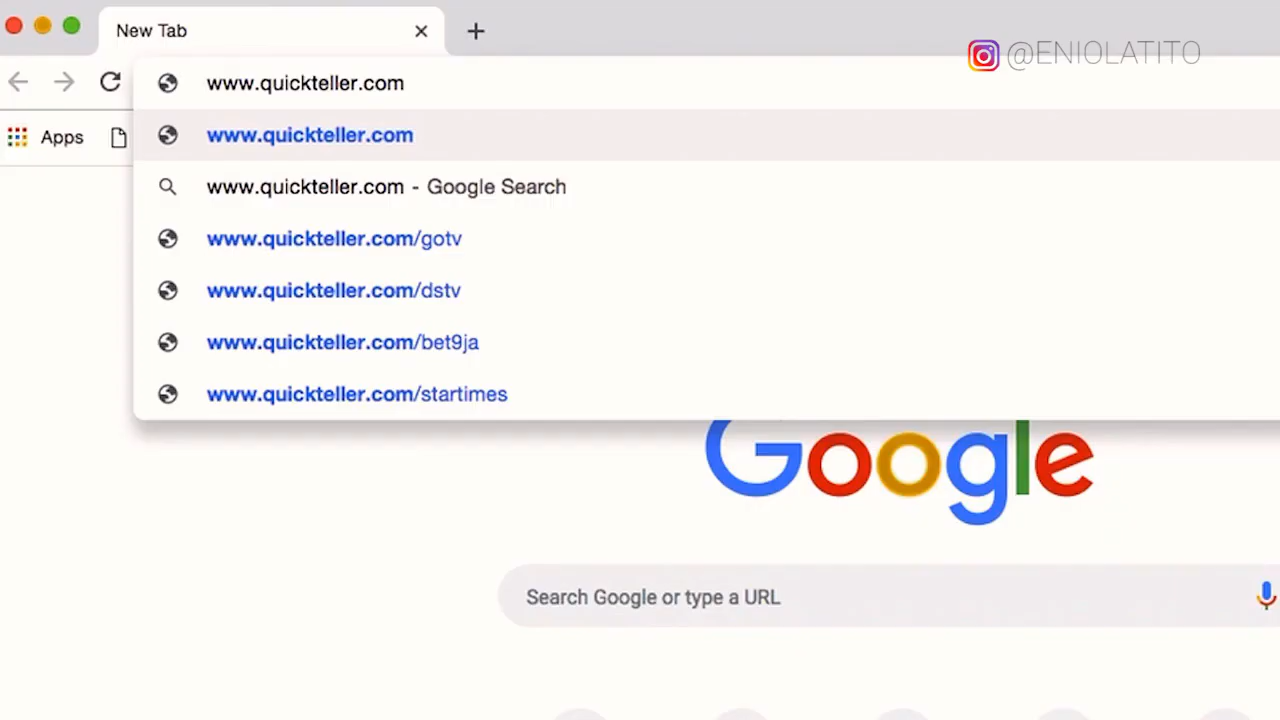 New Tab
@ENIOLATITO
www.quickteller.com
Apps
www.quickteller.com
www.quickteller.com - Google Search
www.quickteller.com/gotv
www.quickteller.com/dstv
www.quickteller.com/bet9ja
www.quickteller.com/startimes
Google
Search Google or type a URL